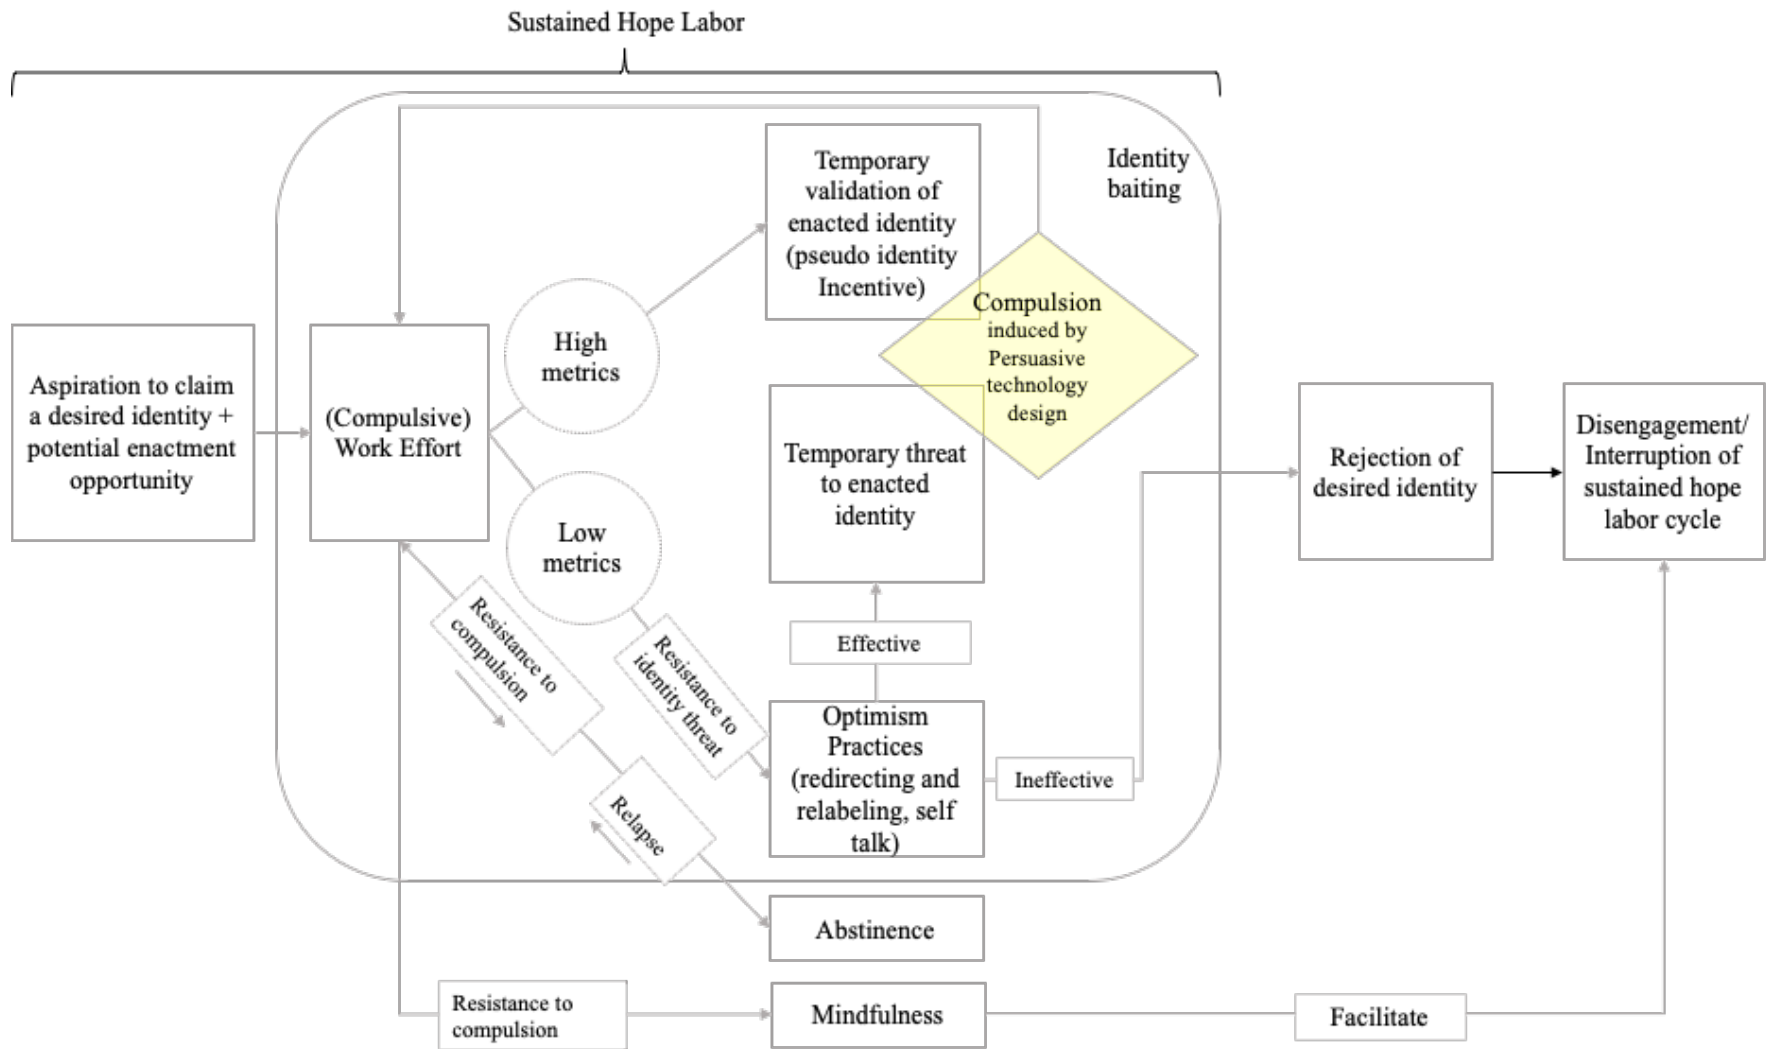 Sustained Hope Labor
Identity
baiting
Aspiration to claim
a desired identity +
potential enactment
opportunity
(Compulsive)
Work Effort
High
metrics
Low
metrics
Temporary
validation of
enacted identity
(pseudo identity
Incentive)
Compulsion
induced by
Persuasive
technology
design
Temporary threat
to enacted
identity
Effective
Resistance to
compulsion
Relapse
Resistance to
identity threat
Optimism
Practices
(redirecting and
relabeling, self
talk)
Ineffective
Rejection of
desired identity
Disengagement/
Interruption of
sustained hope
labor cycle
Abstinence
Resistance to
compulsion
Mindfulness
Facilitate